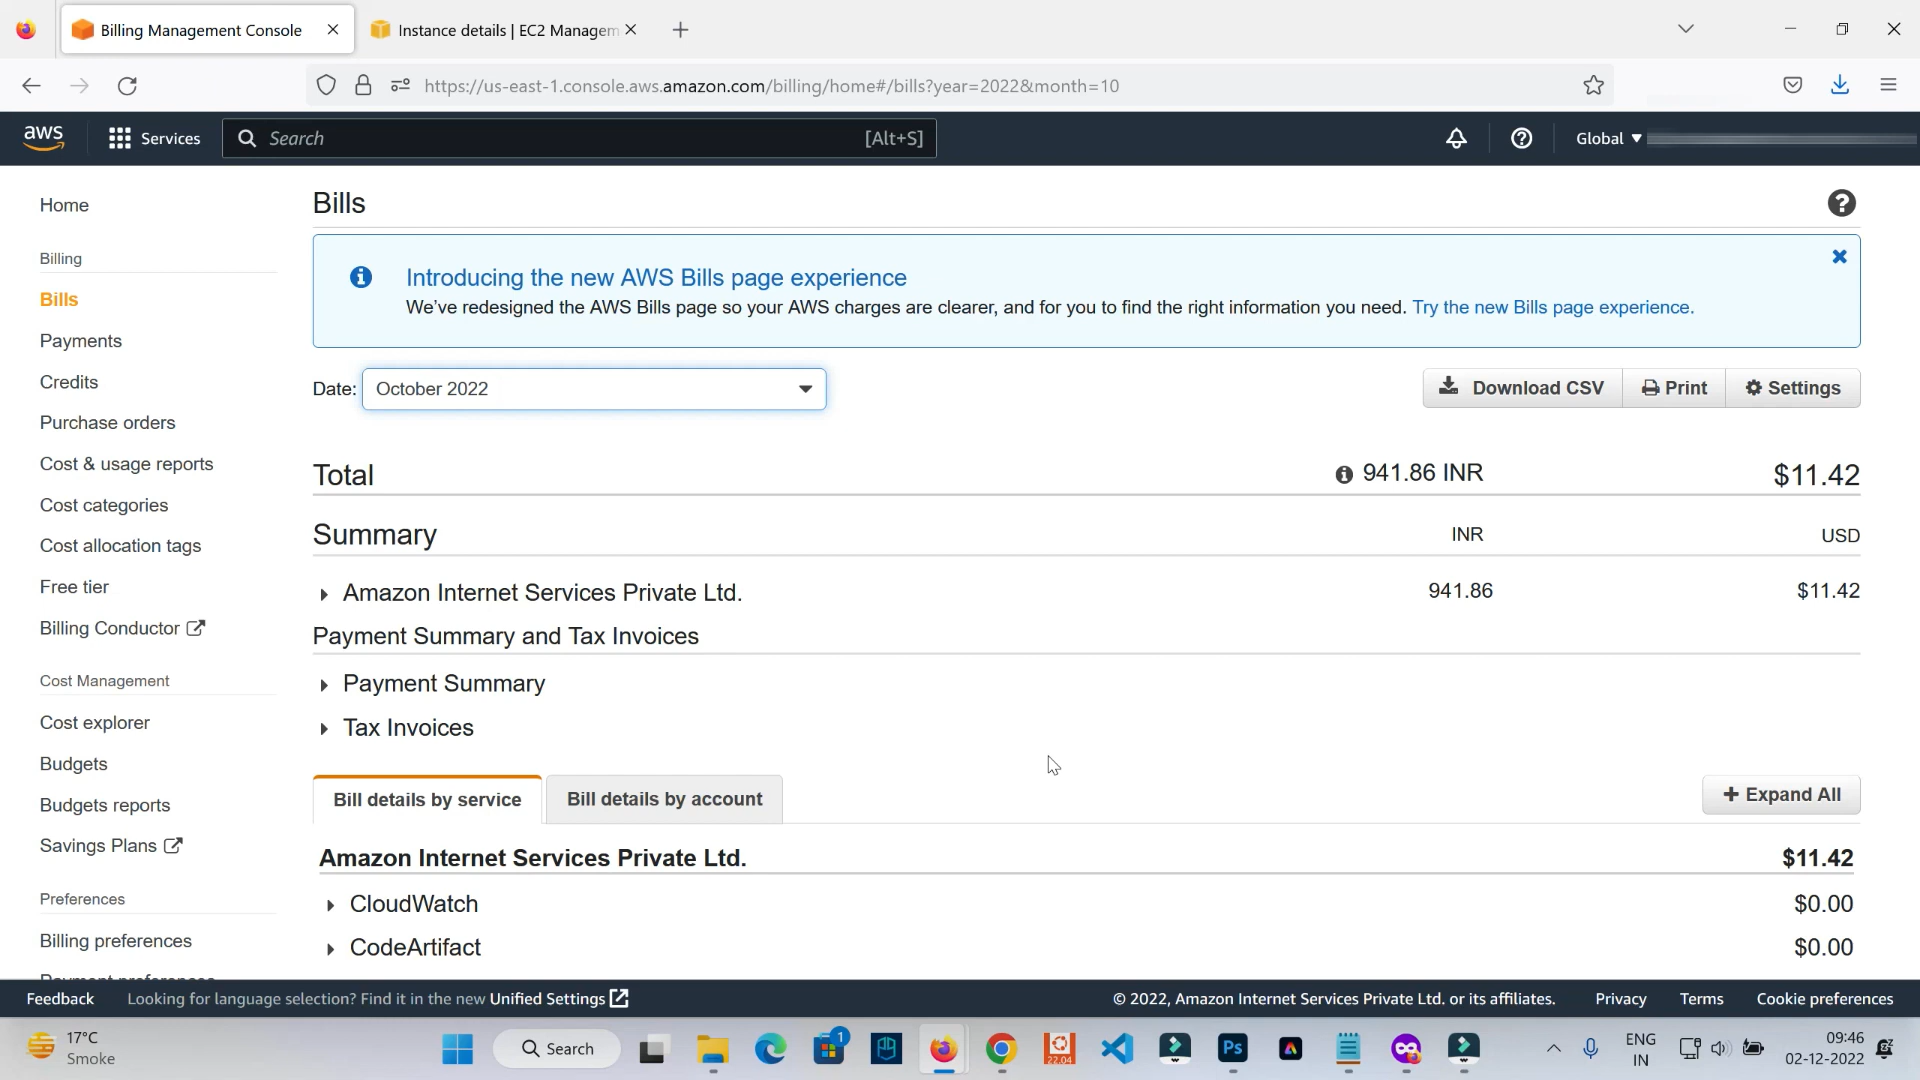 Billing Management Console
Instance details | EC2 Managem
https://us-east-1.console.aws.amazon.com/billing/home#/bills?year=2022&month=10
aws
Services
Search
[Alt+S]
Global
Home
Billing
Bills
Payments
Credits
Purchase orders
Cost & usage reports
Cost categories
Cost allocation tags
Free tier
Billing Conductor
Cost Management
Cost explorer
Budgets
Budgets reports
Savings Plans
Preferences
Billing preferences
Payment preferences
Bills
Introducing the new AWS Bills page experience
We've redesigned the AWS Bills page so your AWS charges are clearer, and for you to find the right information you need. Try the new Bills page experience.
Date: October 2022
Download CSV
Print
Settings
Total 941.86 INR $11.42
Summary INR USD
Amazon Internet Services Private Ltd. 941.86 $11.42
Payment Summary and Tax Invoices
Payment Summary
Tax Invoices
Bill details by service
Bill details by account
+ Expand All
Amazon Internet Services Private Ltd. $11.42
CloudWatch $0.00
CodeArtifact $0.00
Feedback
Looking for language selection? Find it in the new Unified Settings
© 2022, Amazon Internet Services Private Ltd. or its affiliates.
Privacy
Terms
Cookie preferences
17°C
Smoke
Search
1
22.04
Ps
ENG
IN
09:46
02-12-2022